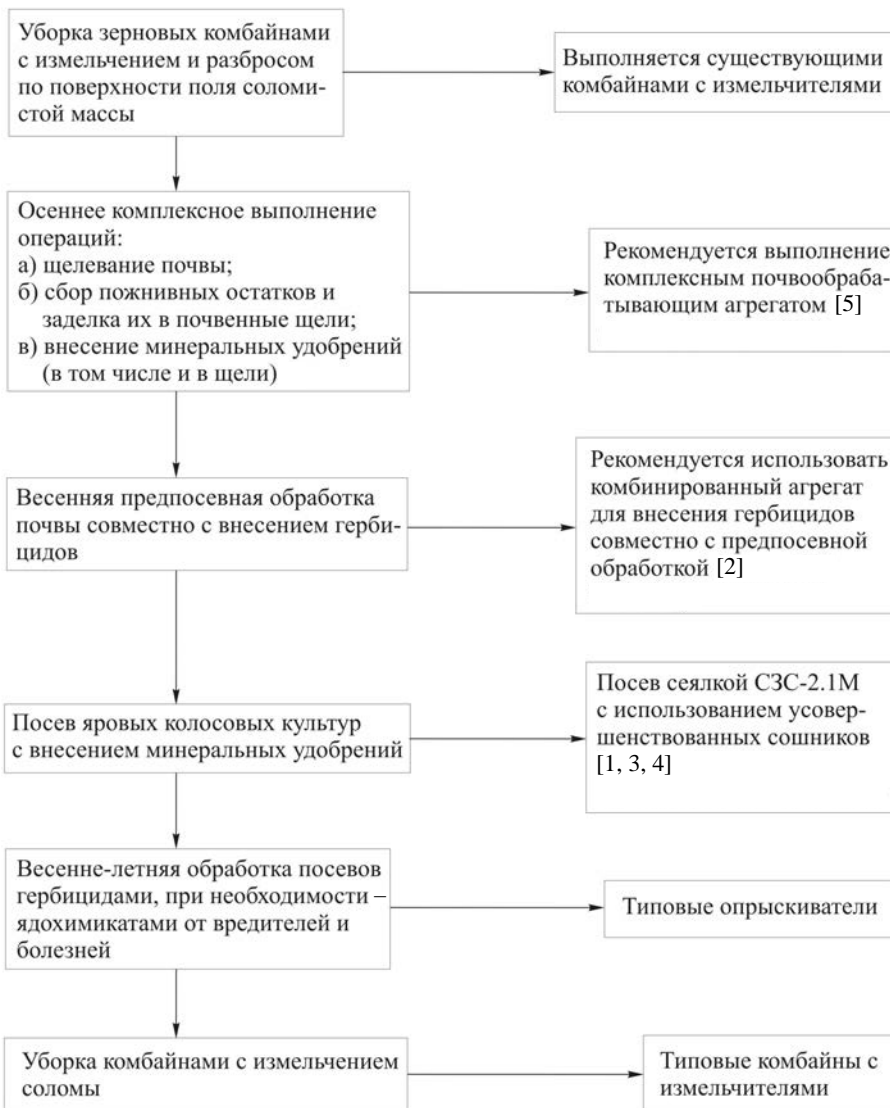 Уборка зерновых комбайнами
с измельчением и разбросом
по поверхности поля соломи-
стой массы
Выполняется существующими
комбайнами с измельчителями
Осеннее комплексное выполнение
операций:
а) щелевание почвы;
б) сбор пожнивных остатков и
заделка их в почвенные щели;
в) внесение минеральных удобрений
(в том числе и в щели)
Рекомендуется выполнение
комплексным почвообраба-
тывающим агрегатом [5]
Весенняя предпосевная обработка
почвы совместно с внесением герби-
цидов
Рекомендуется использовать
комбинированный агрегат
для внесения гербицидов
совместно с предпосевной
обработкой [2]
Посев яровых колосовых культур
с внесением минеральных удобрений
Посев сеялкой СЗС-2.1М
с использованием усовер-
шенствованных сошников
[1, 3, 4]
Весенне-летняя обработка посевов
гербицидами, при необходимости –
ядохимикатами от вредителей и
болезней
Типовые опрыскиватели
Уборка комбайнами с измельчением
соломы
Типовые комбайны с
измельчителями